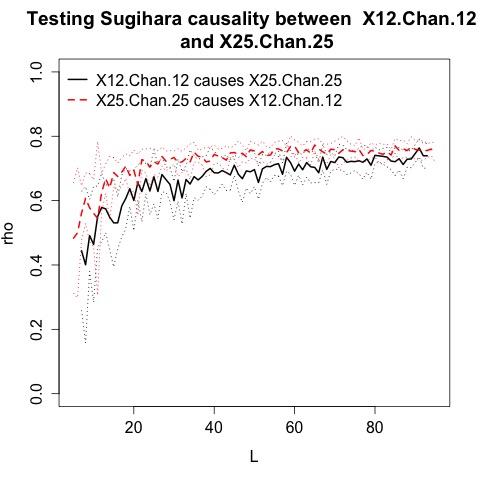 Testing Sugihara causality between  X12.Chan.12
and X25.Chan.25
X12.Chan.12 causes X25.Chan.25
X25.Chan.25 causes X12.Chan.12
rho
1.0
0.8
0.6
0.4
0.2
0.0
20
40
60
80
L